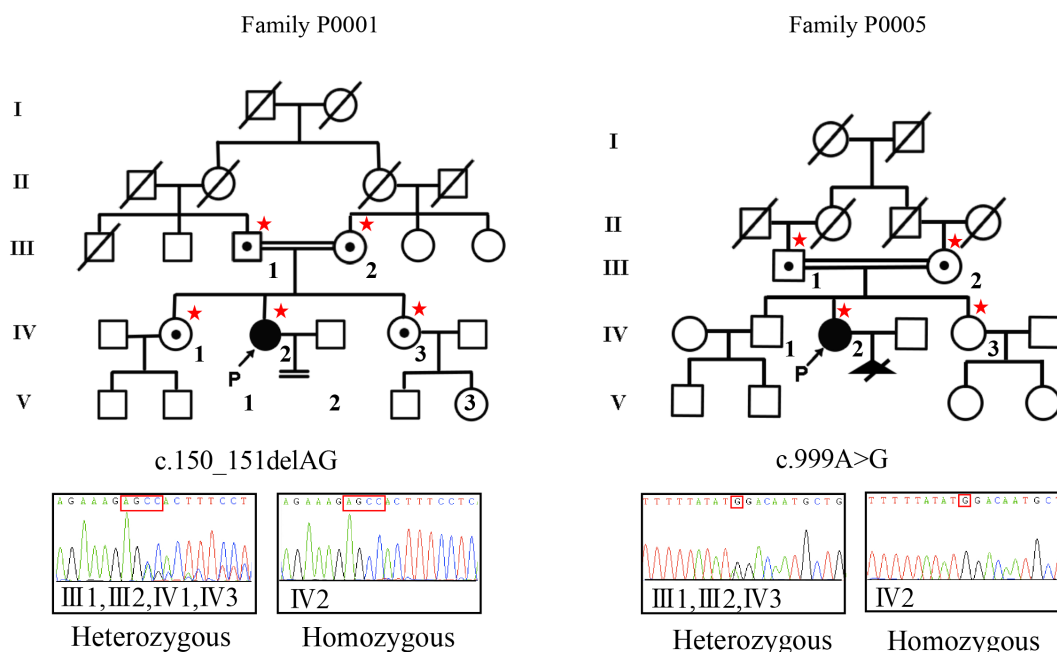 Family P0001
I
II
III
1
2
IV
1
2
3
P
V
1
2
3
c.150_151delAG
AGAAAGAGCCACTTTCCT
III1,III2,IV1,IV3
Heterozygous
AGAAAGAGCCACTTTCCTC
IV2
Homozygous
Family P0005
I
II
III
1
2
IV
1
2
3
P
V
c.999A>G
TTTTTATATGGACAATGCTG
III1,III2,IV3
Heterozygous
TTTTTATATGGACAATGCT
IV2
Homozygous